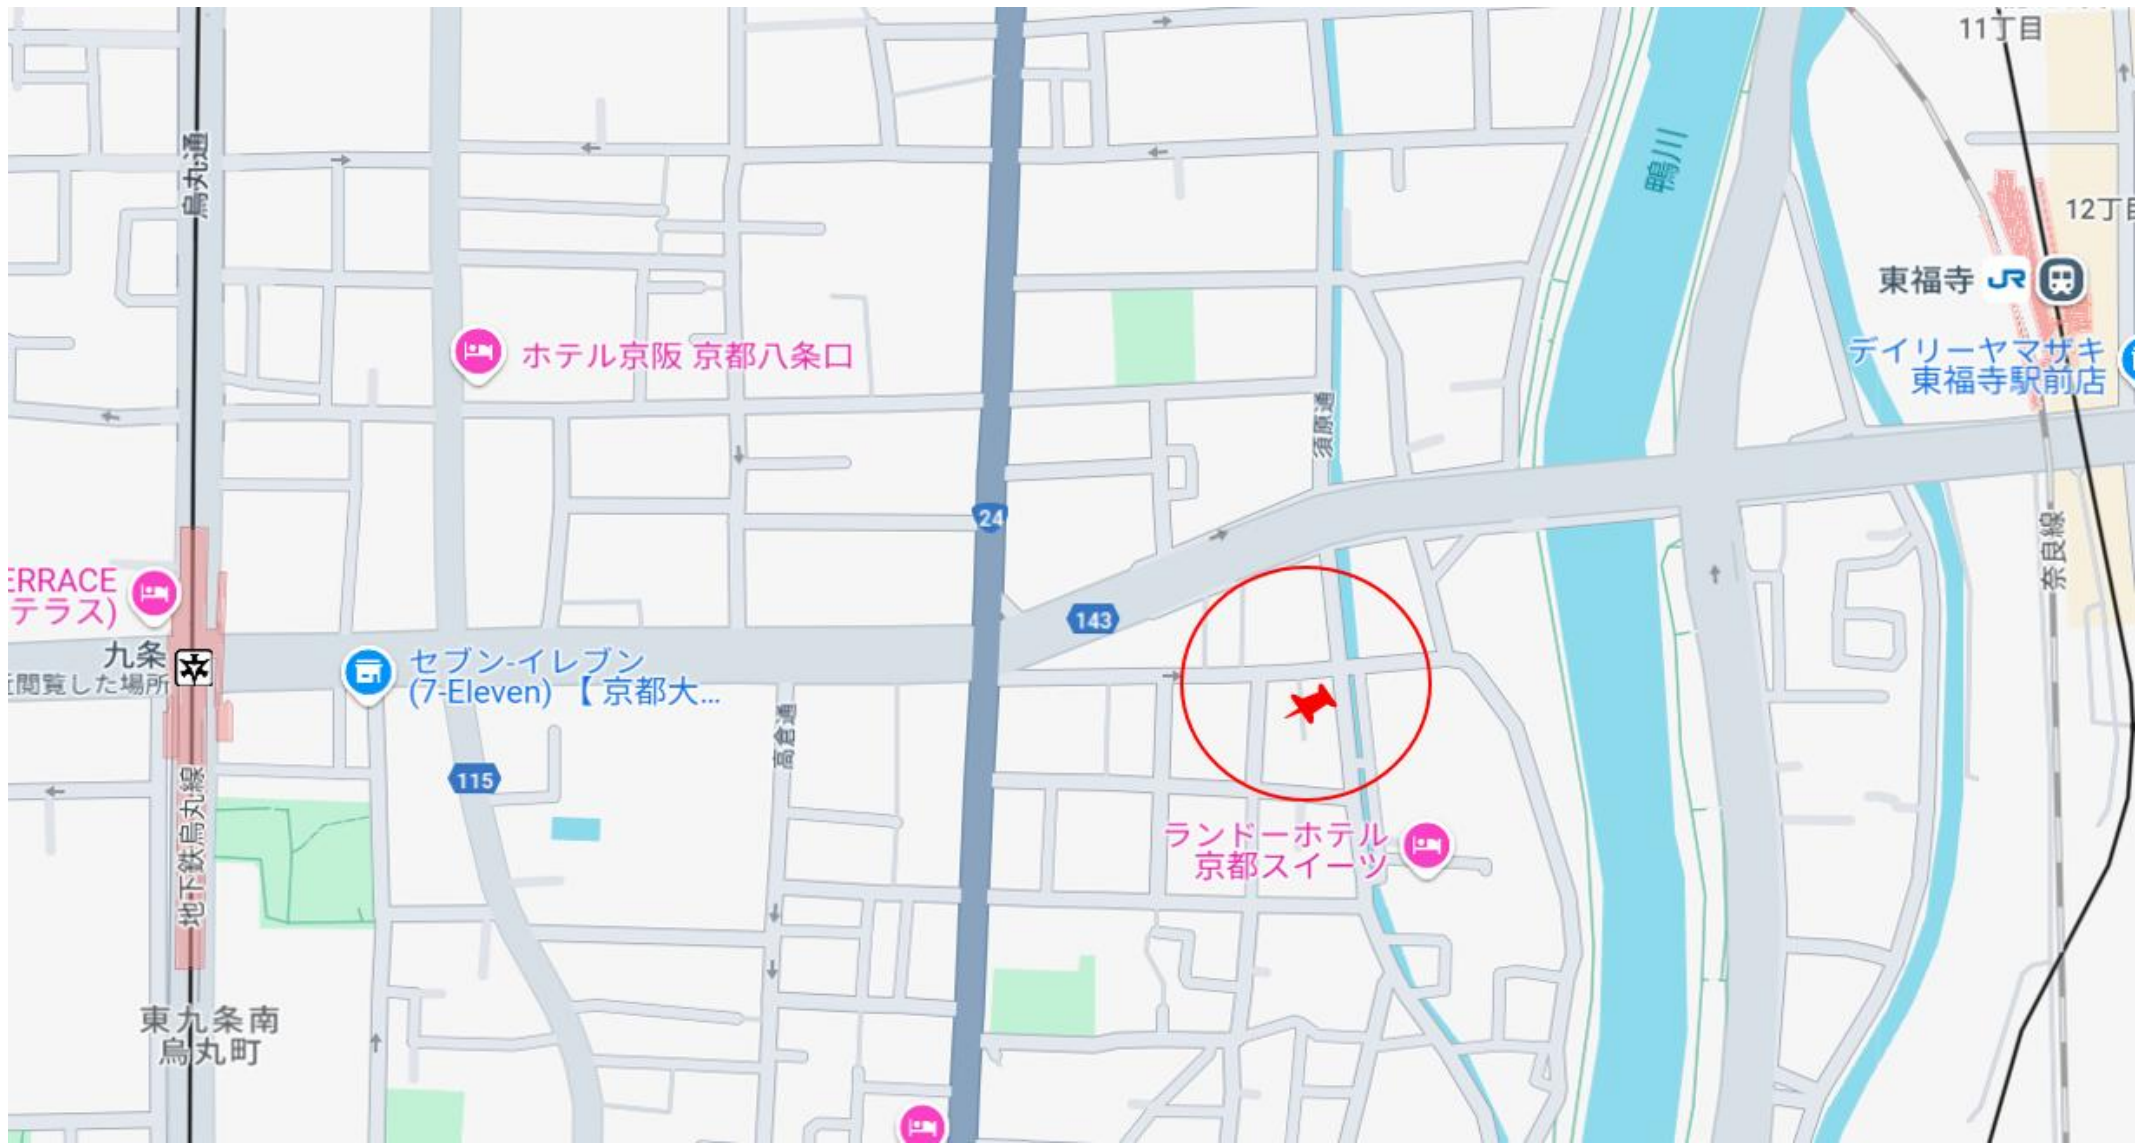 11丁目
烏丸通
鴨川
12丁目
東福寺 JR
ホテル京阪 京都八条口
デイリーヤマザキ
東福寺駅前店
須原通
24
奈良線
ERRACE
テラス)
143
九条
閲覧した場所
セブン-イレブン
(7-Eleven) 【 京都大...
高倉通
115
地下鉄烏丸線
ランドーホテル
京都スイーツ
東九条南
烏丸町